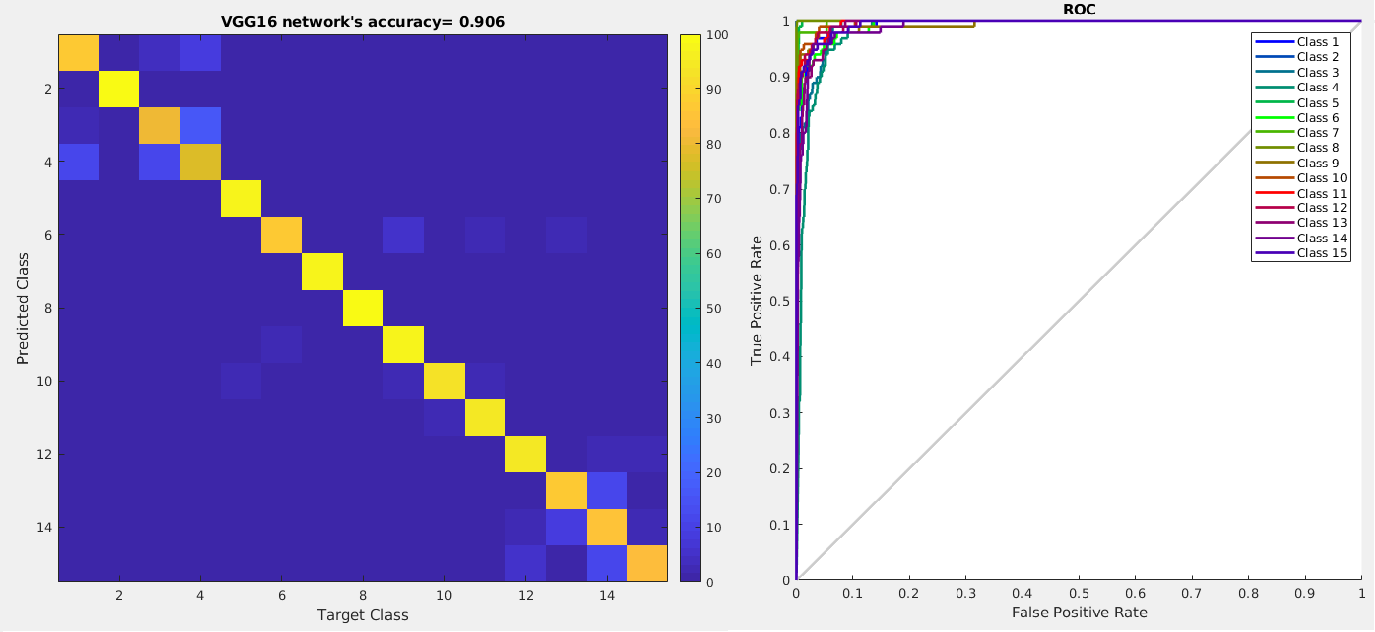 VGG16 network's accuracy= 0.906
2
4
6
8
10
12
14
Predicted Class
2
4
6
8
10
12
14
Target Class
100
90
80
70
60
50
40
30
20
10
0
ROC
1
0.9
0.8
0.7
0.6
0.5
0.4
0.3
0.2
0.1
0
True Positive Rate
0
0.1
0.2
0.3
0.4
0.5
0.6
0.7
0.8
0.9
1
False Positive Rate
Class 1
Class 2
Class 3
Class 4
Class 5
Class 6
Class 7
Class 8
Class 9
Class 10
Class 11
Class 12
Class 13
Class 14
Class 15